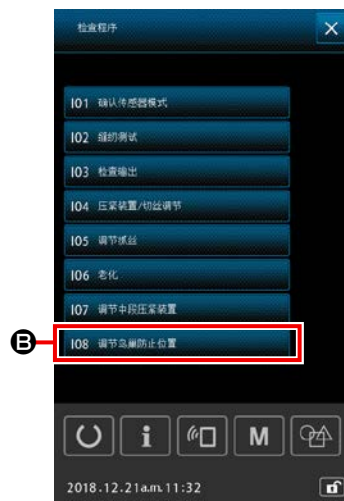 检查程序
I01 确认传感器模式
I02 缝纫测试
I03 检查输出
I04 压紧装置/切丝调节
I05 调节抓丝
I06 老化
I07 调节中段压紧装置
B
I08 调节鸟巢防止位置
M
2018.12.21a.m.11:32